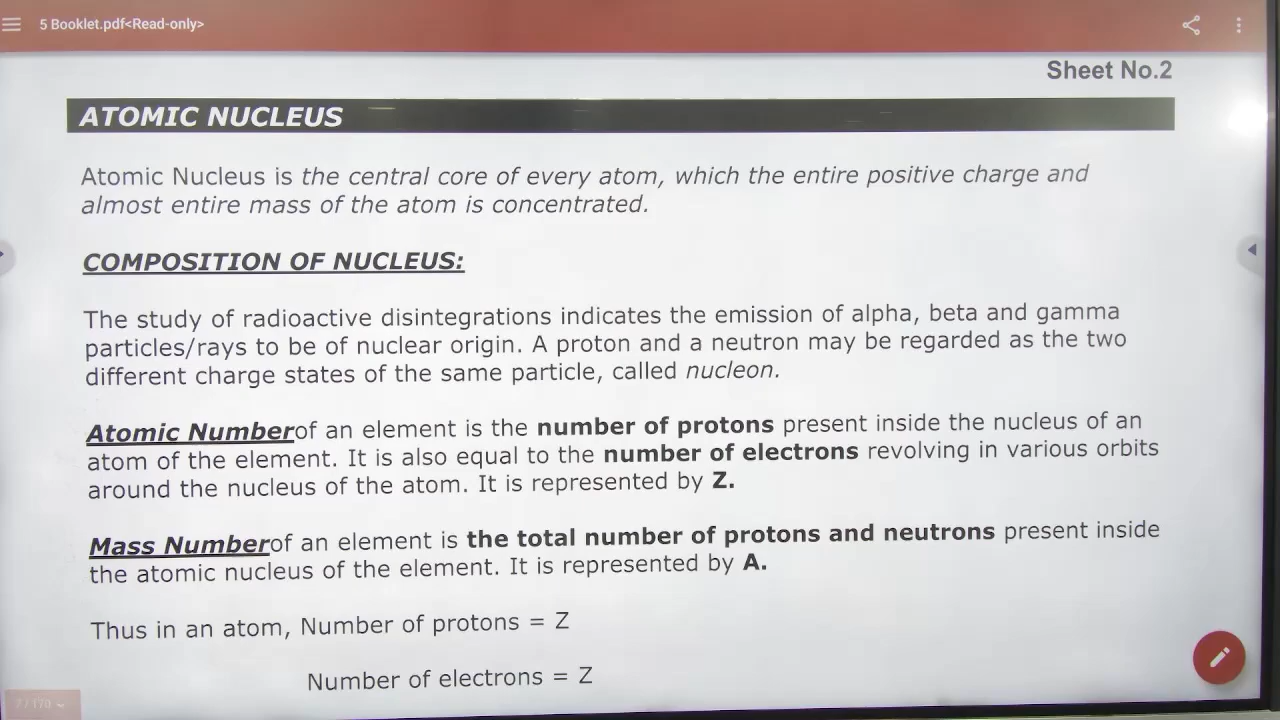 5 Booklet.pdf<Read-only>
Sheet No.2
ATOMIC NUCLEUS
Atomic Nucleus is the central core of every atom, which the entire positive charge and
almost entire mass of the atom is concentrated.
COMPOSITION OF NUCLEUS:
The study of radioactive disintegrations indicates the emission of alpha, beta and gamma
particles/rays to be of nuclear origin. A proton and a neutron may be regarded as the two
different charge states of the same particle, called nucleon.
Atomic Numberof an element is the number of protons present inside the nucleus of an
atom of the element. It is also equal to the number of electrons revolving in various orbits
around the nucleus of the atom. It is represented by Z.
Mass Numberof an element is the total number of protons and neutrons present inside
the atomic nucleus of the element. It is represented by A.
Thus in an atom, Number of protons = Z
Number of electrons = Z
7 / 170